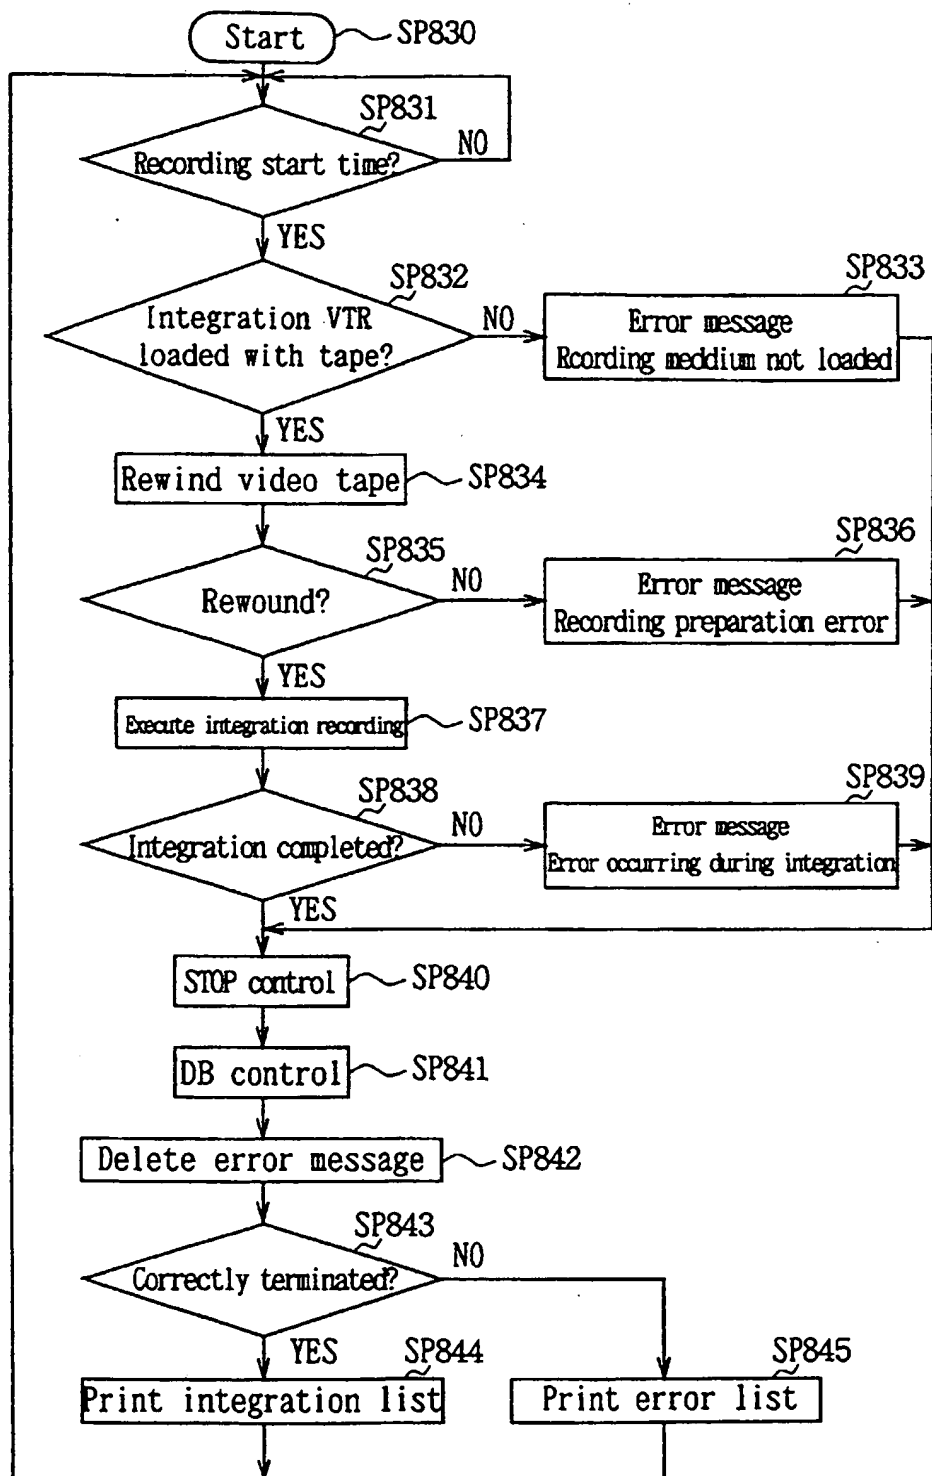 Start
SP830
SP831
Recording start time?
NO
YES
SP832
Integration VTR
loaded with tape?
NO
SP833
Error message
Rcording meddium not loaded
YES
Rewind video tape
SP834
SP835
Rewound?
NO
SP836
Error message
Recording preparation error
YES
Execute integration recording
SP837
SP838
Integration completed?
NO
SP839
Error message
Error occurring during integration
YES
STOP control
SP840
DB control
SP841
Delete error message
SP842
SP843
Correctly terminated?
NO
YES
SP844
Print integration list
SP845
Print error list